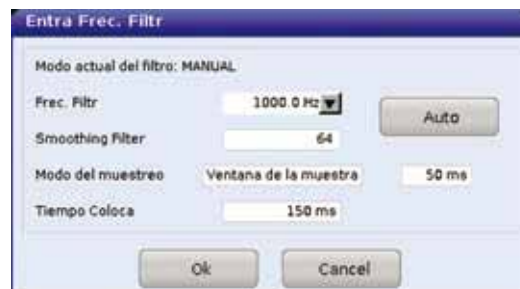 Entra Frec. Filtr
Modo actual del filtro: MANUAL
Frec. Filtr 1000.0 Hz
Auto
Smoothing Filter 64
Modo del muestreo Ventana de la muestra 50 ms
Tiempo Coloca 150 ms
Ok Cancel